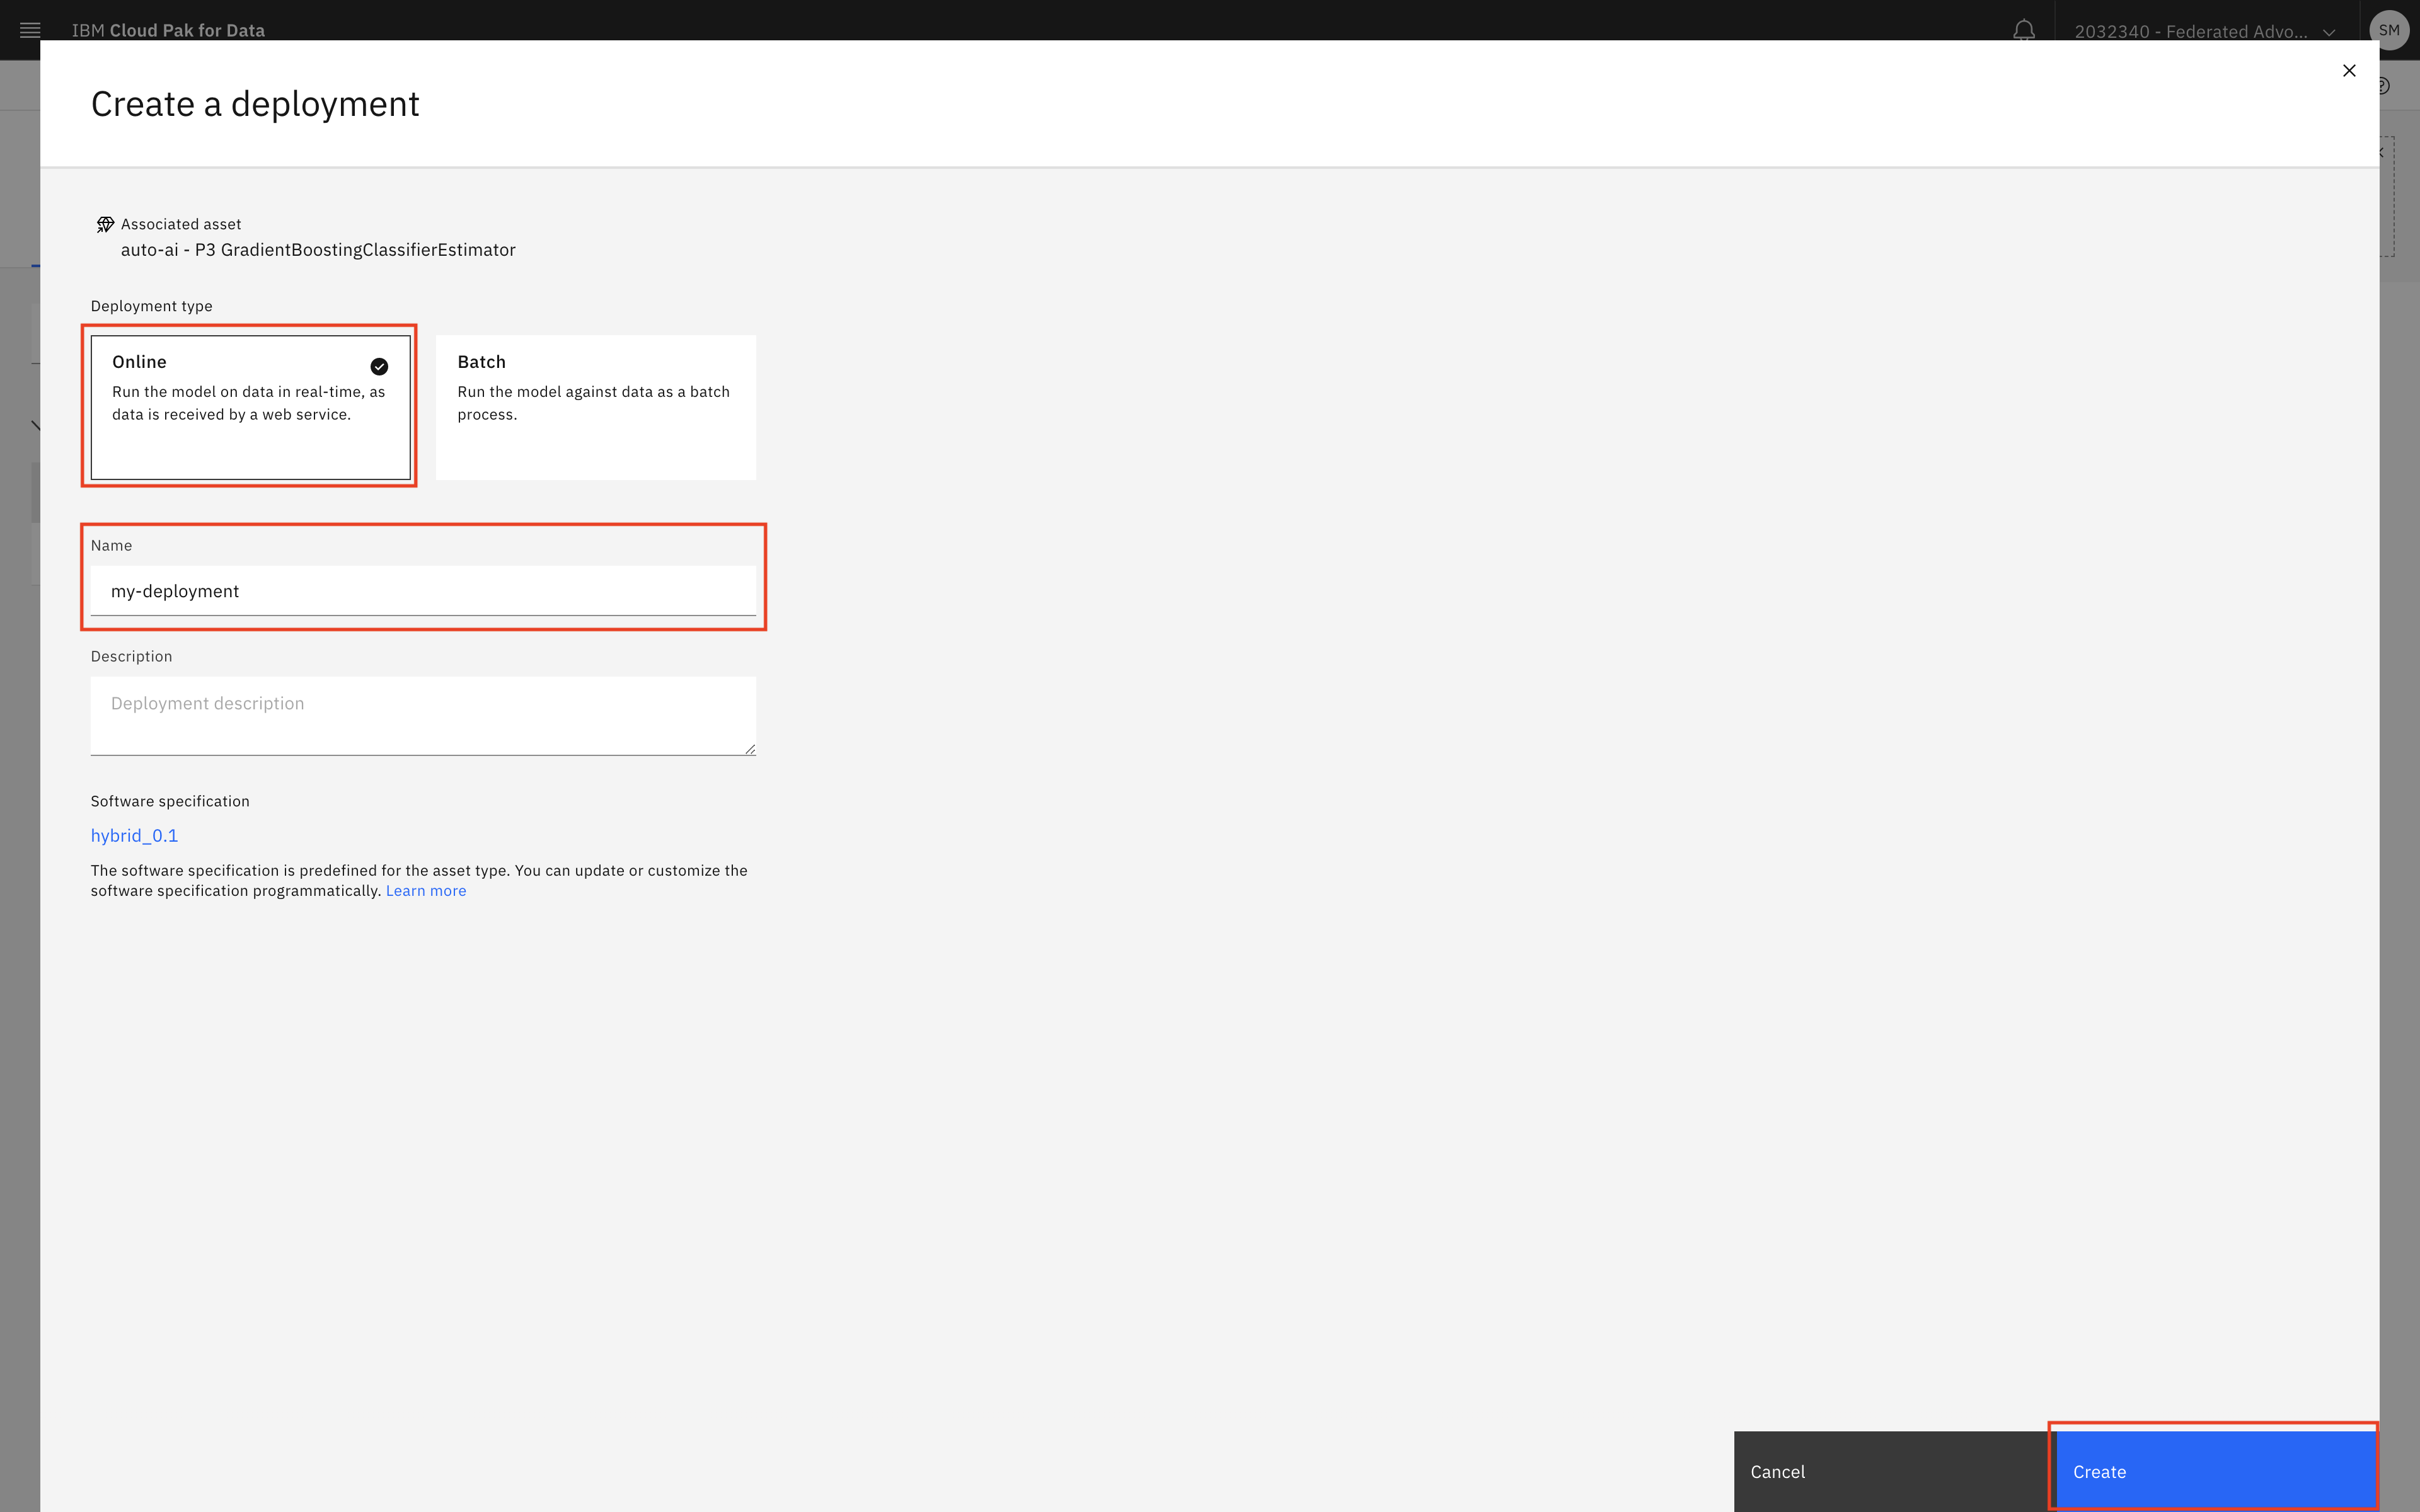 IBM Cloud Pak for Data
2032340 - Federated Advo...
SM
Create a deployment
Associated asset
auto-ai - P3 GradientBoostingClassifierEstimator
Deployment type
Online
Run the model on data in real-time, as
data is received by a web service.
Batch
Run the model against data as a batch
process.
Name
my-deployment
Description
Deployment description
Software specification
hybrid_0.1
The software specification is predefined for the asset type. You can update or customize the
software specification programmatically. Learn more
Cancel
Create